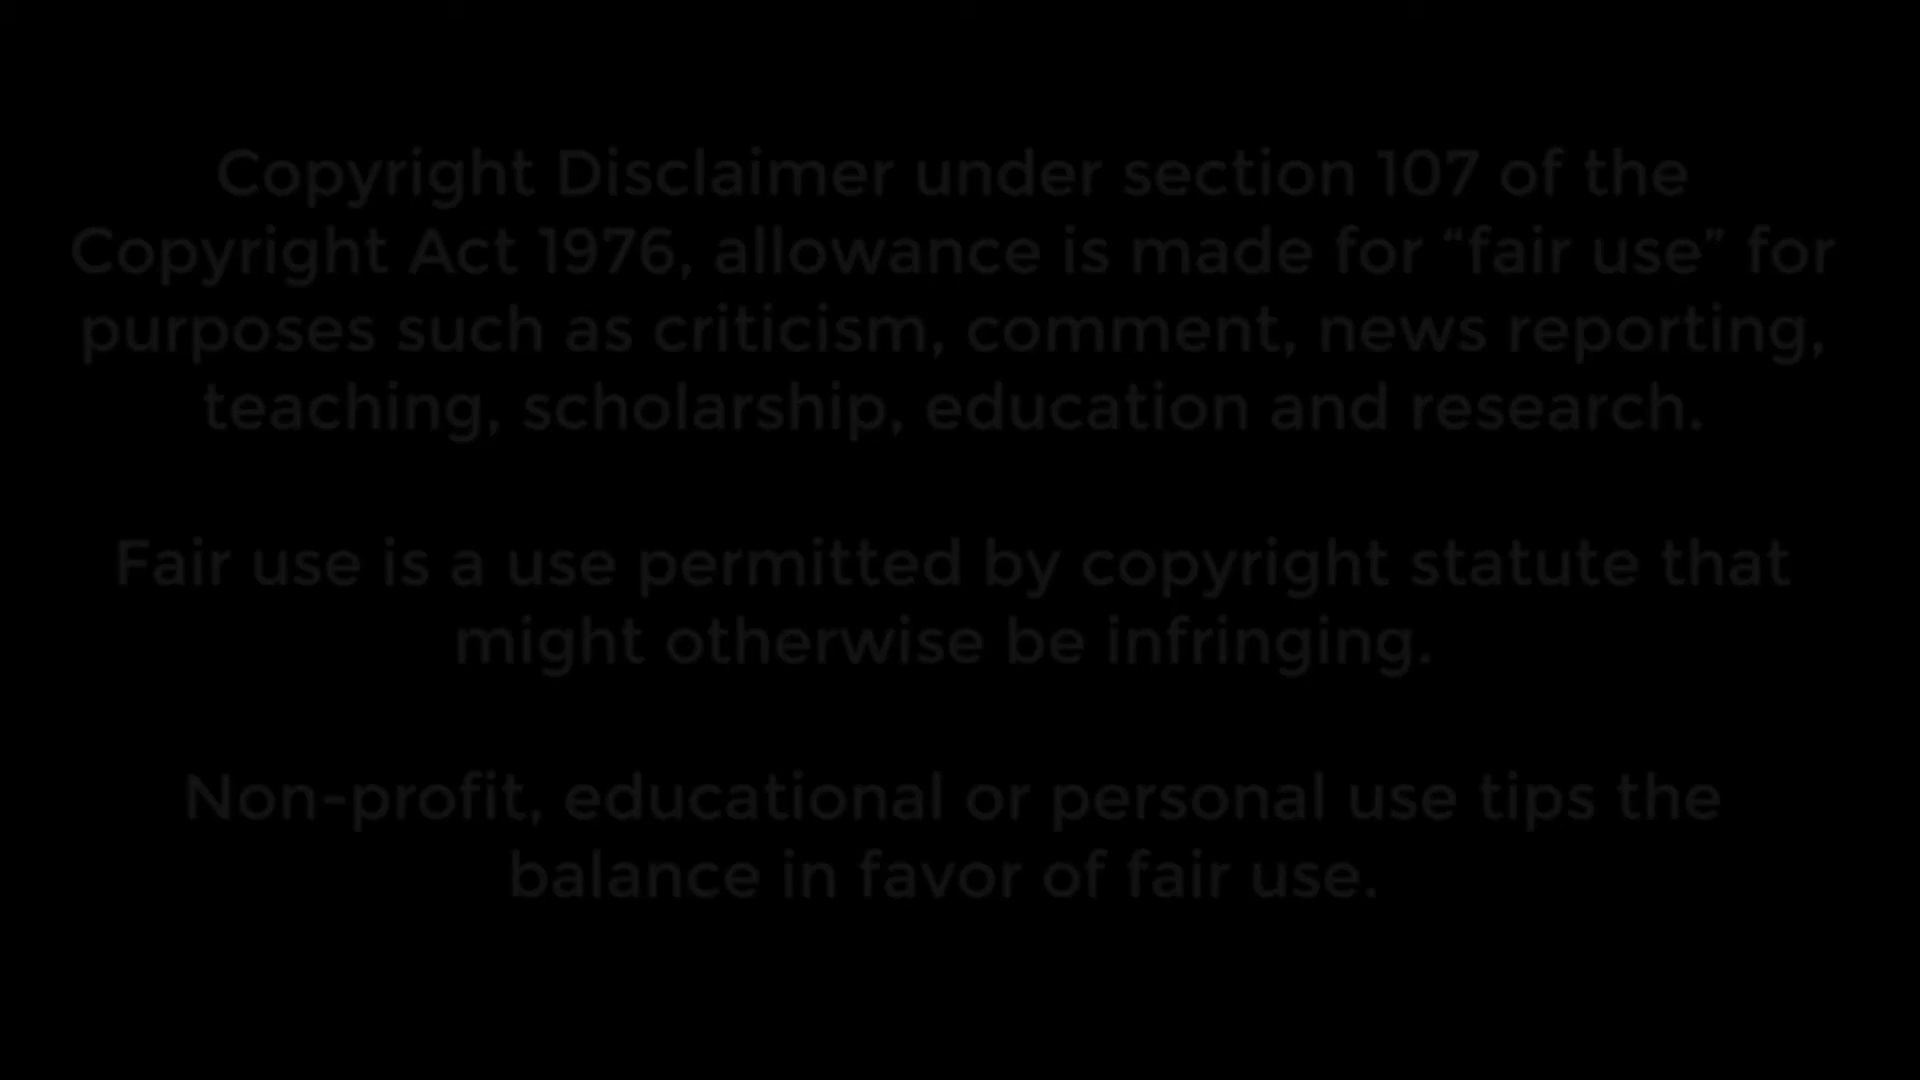 Copyright Disclaimer under section 107 of the
Copyright Act 1976, allowance is made for “fair use” for
purposes such as criticism, comment, news reporting,
teaching, scholarship, education and research.
Fair use is a use permitted by copyright statute that
might otherwise be infringing.
Non-profit, educational or personal use tips the
balance in favor of fair use.